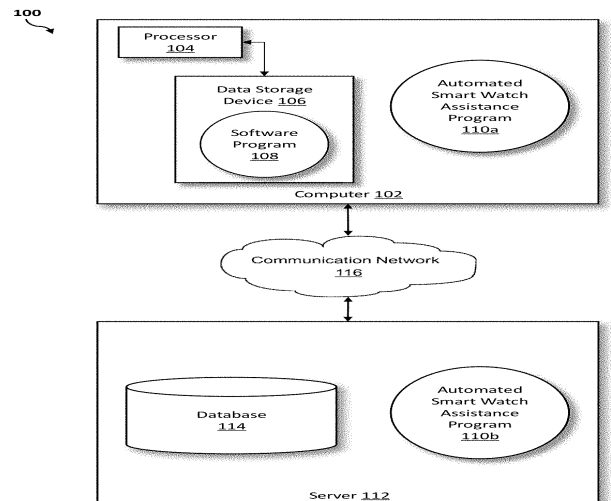 100
Processor
104
Data Storage
Device 106
Software
Program
108
Automated
Smart Watch
Assistance
Program
110a
Computer 102
Communication Network
116
Database
114
Automated
Smart Watch
Assistance
Program
110b
Server 112